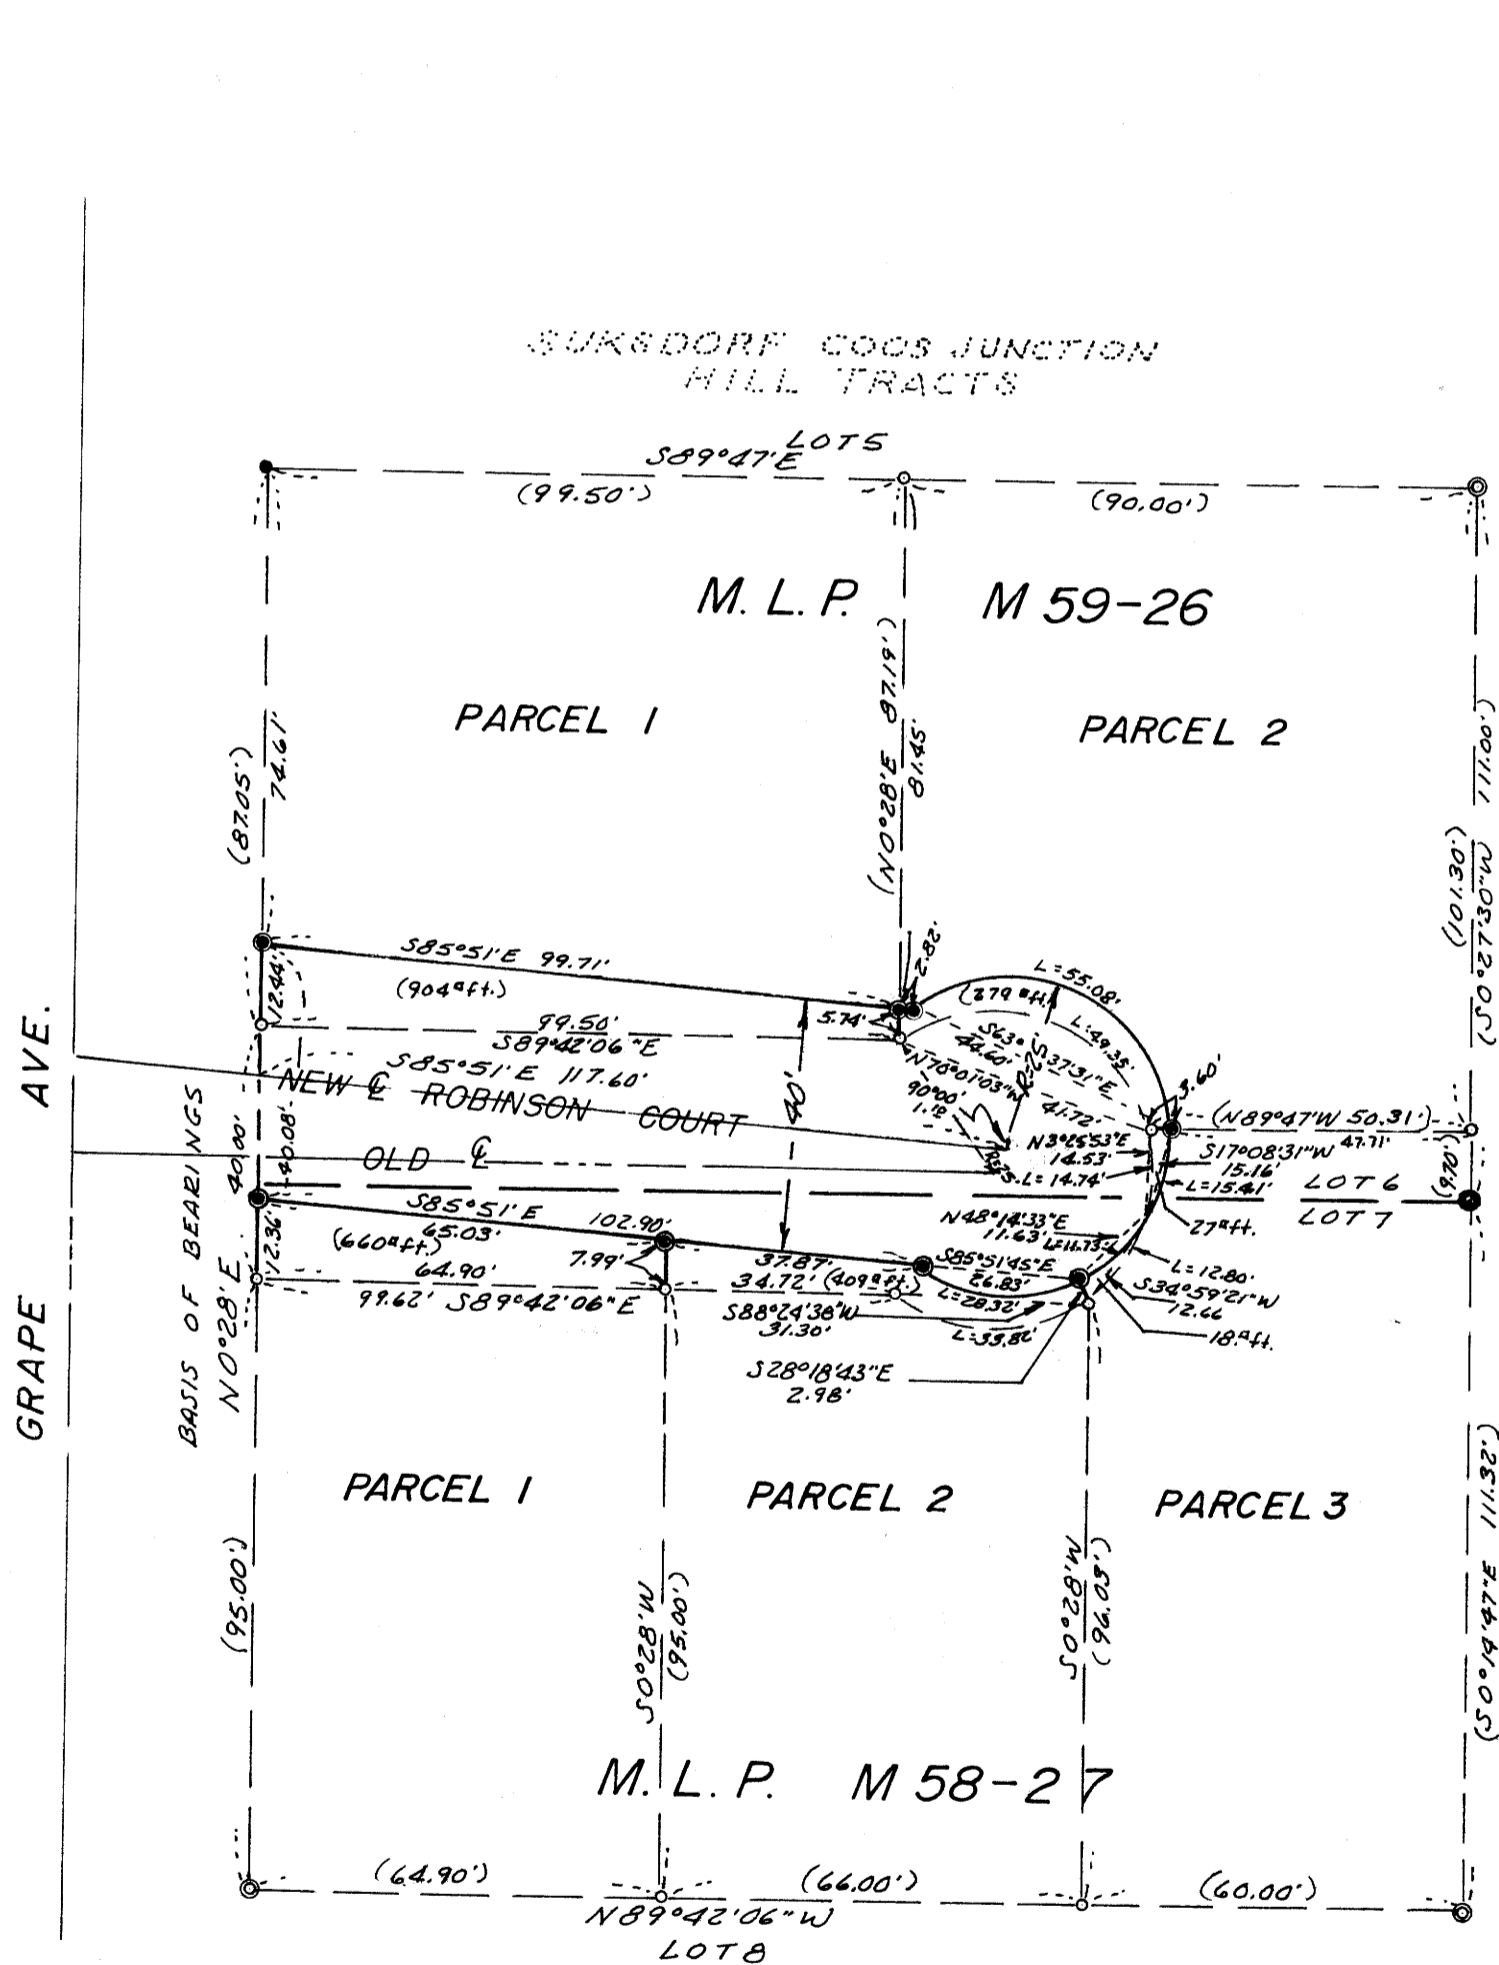 SUKSDORF COOS JUNCTION
HILL TRACTS
LOT 5
S89°47'E
(99.50')
(90.00')
M. L. P. M 59-26
(N0°28'E 87.19')
81.45'
PARCEL 1
PARCEL 2
(87.05')
74.61'
(101.30')
(S0°27'30"W 111.00')
S85°51'E 99.71'
(904 ft.)
12.44'
2.82'
L=55.08'
(279 ft.)
L=49.35'
5.74'
99.50'
S89°42'06"E
S63°37'31"E
44.60'
R=25'
N70°01'03"W
41.72'
90°00'
3.60'
S85°51'E 117.60'
NEW ℄ ROBINSON COURT
40'
(N89°47'W 50.31')
47.71'
N3°25'53"E
14.53'
S17°08'31"W
15.16'
OLD ℄
L=14.74'
L=15.41'
LOT 6
LOT 7
(9.70')
27 ft.
GRAPE AVE.
BASIS OF BEARINGS
N0°28'E 40.00'
40.08'
S85°51'E
65.03'
102.90'
(660 ft.)
12.36'
7.99'
N48°14'33"E
11.63'
L=11.73'
37.87'
S85°51'45"E
26.83'
L=12.80'
64.90'
34.72' (409 ft.)
99.62' S89°42'06"E
S88°24'38"W
31.30'
L=28.32'
L=33.82'
S34°59'21"W
12.66
18 ft.
S28°18'43"E
2.98'
PARCEL 1
PARCEL 2
PARCEL 3
(95.00')
S0°28'W
(95.00')
S0°28'W
(96.03')
(S0°14'47"E 111.32')
M. L. P. M 58-27
(64.90')
(66.00')
(60.00')
N89°42'06"W
LOT 8